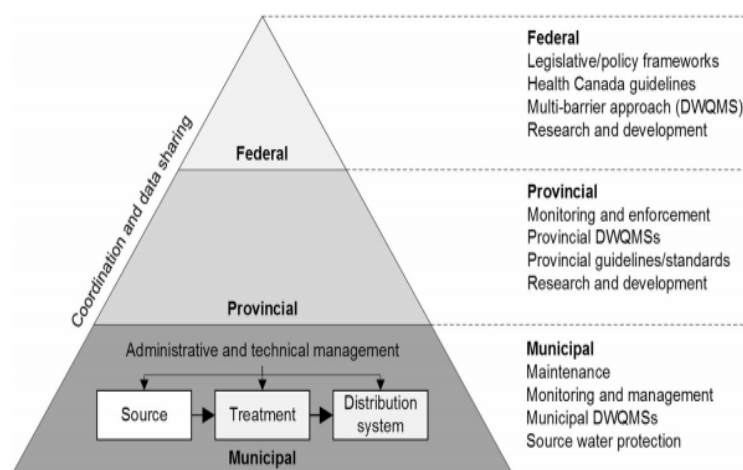 Coordination and data sharing
Federal
Provincial
Administrative and technical management
Source
Treatment
Distribution
system
Municipal
Federal
Legislative/policy frameworks
Health Canada guidelines
Multi-barrier approach (DWQMS)
Research and development
Provincial
Monitoring and enforcement
Provincial DWQMSs
Provincial guidelines/standards
Research and development
Municipal
Maintenance
Monitoring and management
Municipal DWQMSs
Source water protection